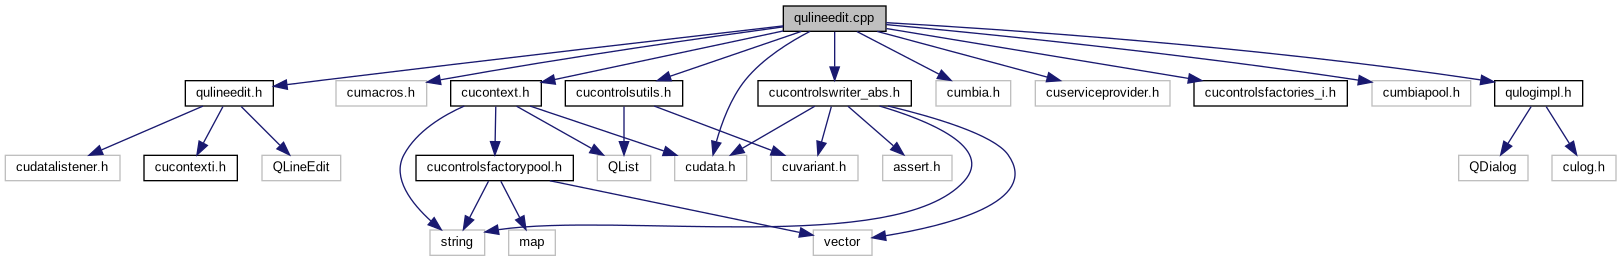 qulineedit.cpp
qulineedit.h
cumacros.h
cucontext.h
cucontrolsutils.h
cucontrolswriter_abs.h
cumbia.h
cuserviceprovider.h
cucontrolsfactories_i.h
cumbiapool.h
qulogimpl.h
cudatalistener.h
cucontexti.h
QLineEdit
cucontrolsfactorypool.h
QList
cudata.h
cuvariant.h
assert.h
QDialog
culog.h
string
map
vector